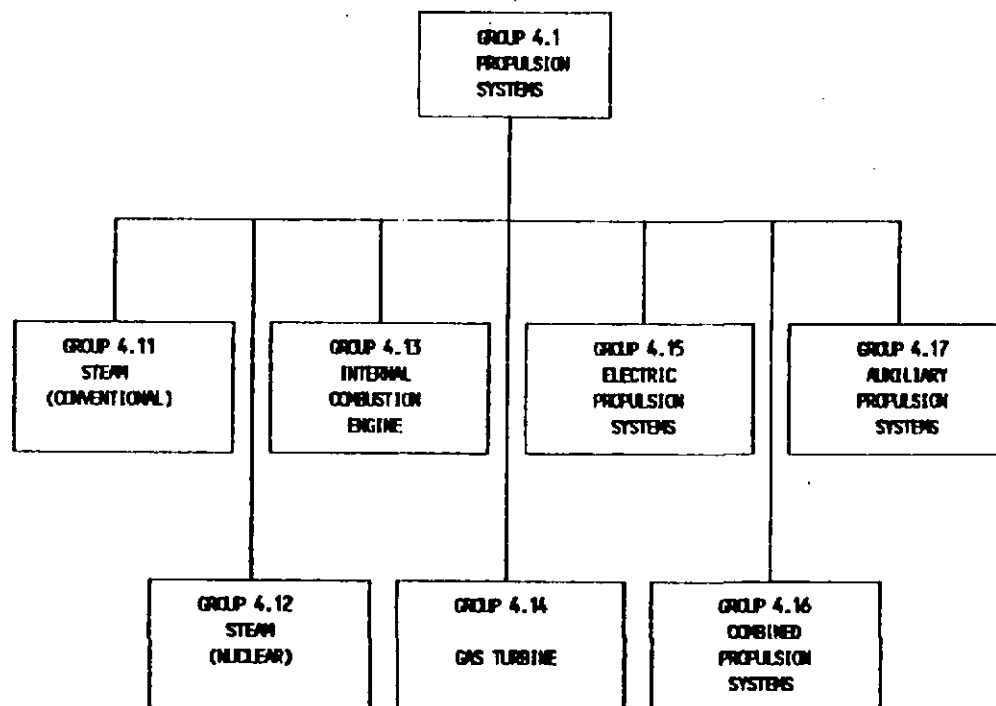 GROUP 4.1
PROPULSION
SYSTEMS
GROUP 4.11
STEAM
(CONVENTIONAL)
GROUP 4.13
INTERNAL
COMBUSTION
ENGINE
GROUP 4.15
ELECTRIC
PROPULSION
SYSTEMS
GROUP 4.17
AUXILIARY
PROPULSION
SYSTEMS
GROUP 4.12
STEAM
(NUCLEAR)
GROUP 4.14
GAS TURBINE
GROUP 4.16
COMBINED
PROPULSION
SYSTEMS